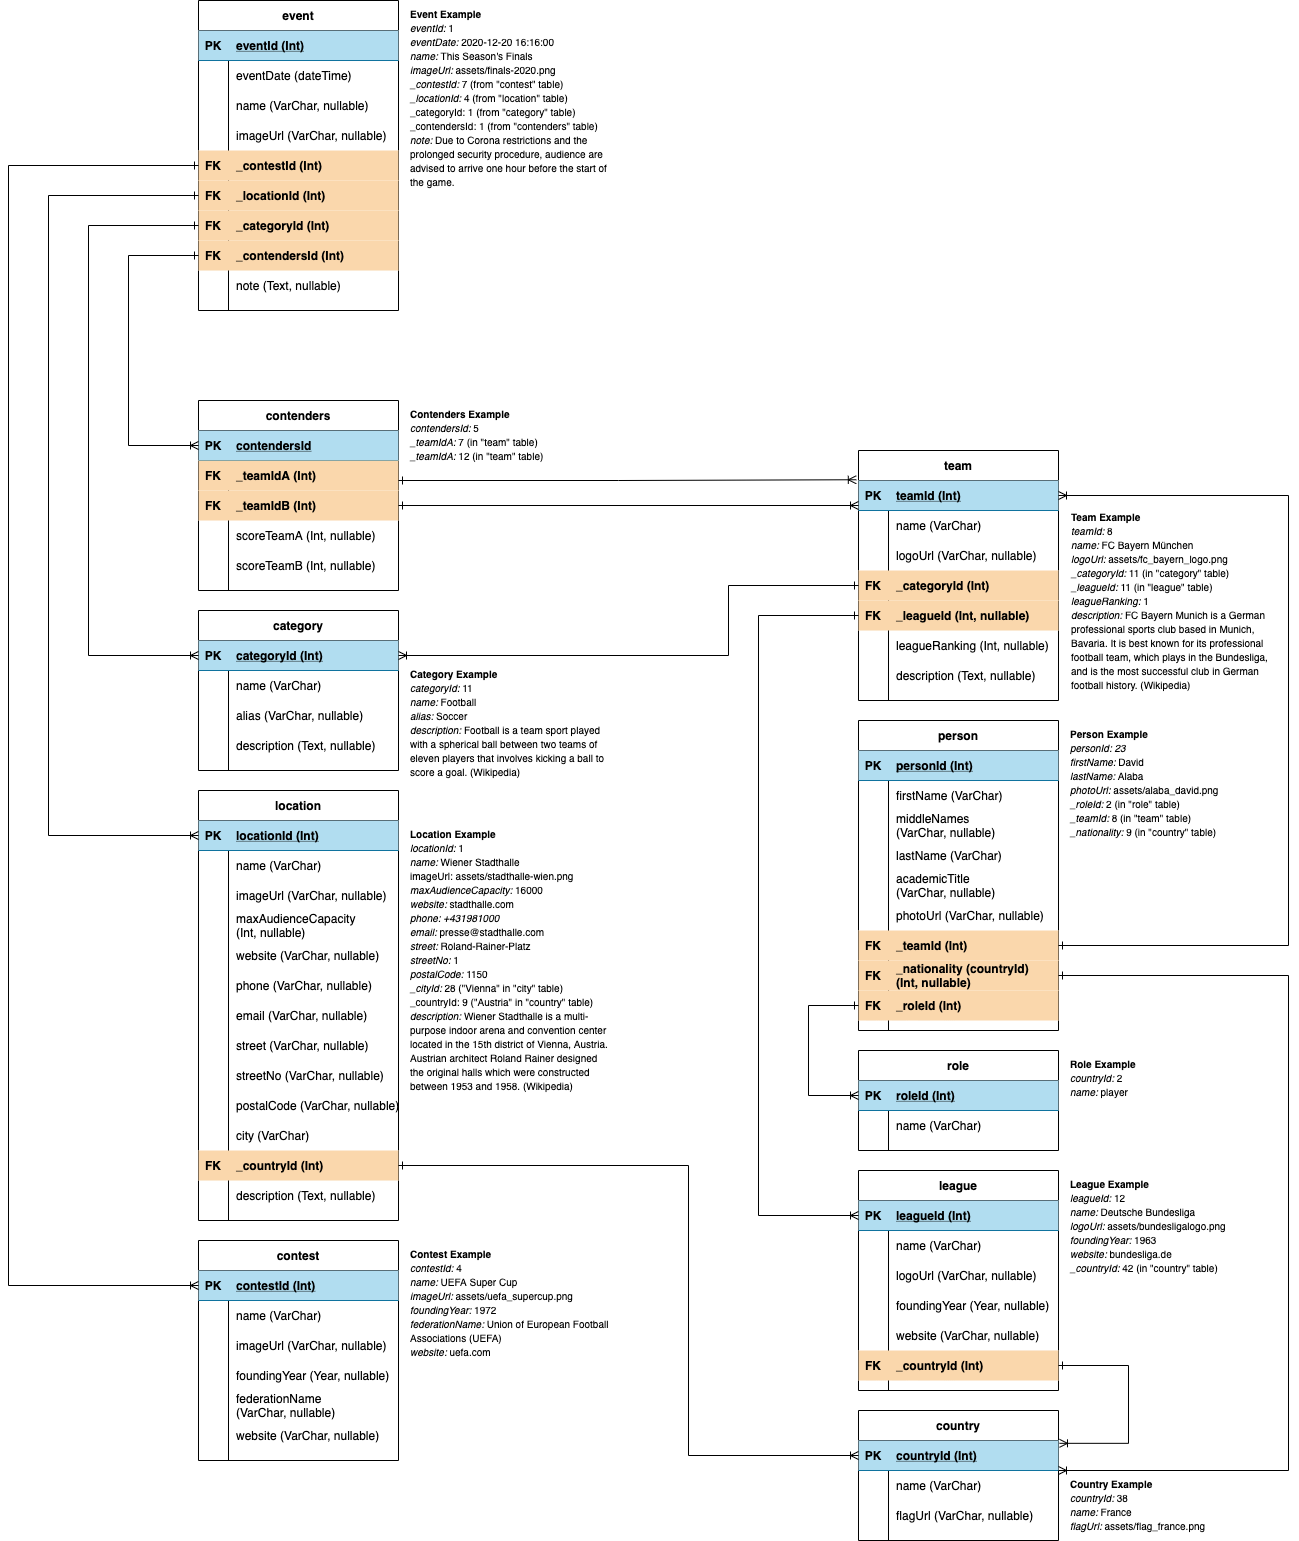 event
PK eventId (Int)
eventDate (dateTime)
name (VarChar, nullable)
imageUrl (VarChar, nullable)
FK _contestId (Int)
FK _locationId (Int)
FK _categoryId (Int)
FK _contendersId (Int)
note (Text, nullable)
Event Example
eventId: 1
eventDate: 2020-12-20 16:16:00
name: This Season's Finals
imageUrl: assets/finals-2020.png
_contestId: 7 (from "contest" table)
_locationId: 4 (from "location" table)
_categoryId: 1 (from "category" table)
_contendersId: 1 (from "contenders" table)
note: Due to Corona restrictions and the
prolonged security procedure, audience are
advised to arrive one hour before the start of
the game.
contenders
PK contendersId
FK _teamIdA (Int)
FK _teamIdB (Int)
scoreTeamA (Int, nullable)
scoreTeamB (Int, nullable)
Contenders Example
contendersId: 5
_teamIdA: 7 (in "team" table)
_teamIdA: 12 (in "team" table)
category
PK categoryId (Int)
name (VarChar)
alias (VarChar, nullable)
description (Text, nullable)
Category Example
categoryId: 11
name: Football
alias: Soccer
description: Football is a team sport played
with a spherical ball between two teams of
eleven players that involves kicking a ball to
score a goal. (Wikipedia)
location
PK locationId (Int)
name (VarChar)
imageUrl (VarChar, nullable)
maxAudienceCapacity
(Int, nullable)
website (VarChar, nullable)
phone (VarChar, nullable)
email (VarChar, nullable)
street (VarChar, nullable)
streetNo (VarChar, nullable)
postalCode (VarChar, nullable)
city (VarChar)
FK _countryId (Int)
description (Text, nullable)
Location Example
locationId: 1
name: Wiener Stadthalle
imageUrl: assets/stadthalle-wien.png
maxAudienceCapacity: 16000
website: stadthalle.com
phone: +431981000
email: presse@stadthalle.com
street: Roland-Rainer-Platz
streetNo: 1
postalCode: 1150
_cityId: 28 ("Vienna" in "city" table)
_countryId: 9 ("Austria" in "country" table)
description: Wiener Stadthalle is a multi-
purpose indoor arena and convention center
located in the 15th district of Vienna, Austria.
Austrian architect Roland Rainer designed
the original halls which were constructed
between 1953 and 1958. (Wikipedia)
contest
PK contestId (Int)
name (VarChar)
imageUrl (VarChar, nullable)
foundingYear (Year, nullable)
federationName
(VarChar, nullable)
website (VarChar, nullable)
Contest Example
contestId: 4
name: UEFA Super Cup
imageUrl: assets/uefa_supercup.png
foundingYear: 1972
federationName: Union of European Football
Associations (UEFA)
website: uefa.com
team
PK teamId (Int)
name (VarChar)
logoUrl (VarChar, nullable)
FK _categoryId (Int)
FK _leagueId (Int, nullable)
leagueRanking (Int, nullable)
description (Text, nullable)
Team Example
teamId: 8
name: FC Bayern München
logoUrl: assets/fc_bayern_logo.png
_categoryId: 11 (in "category" table)
_leagueId: 11 (in "league" table)
leagueRanking: 1
description: FC Bayern Munich is a German
professional sports club based in Munich,
Bavaria. It is best known for its professional
football team, which plays in the Bundesliga,
and is the most successful club in German
football history. (Wikipedia)
person
PK personId (Int)
firstName (VarChar)
middleNames
(VarChar, nullable)
lastName (VarChar)
academicTitle
(VarChar, nullable)
photoUrl (VarChar, nullable)
FK _teamId (Int)
FK _nationality (countryId)
(Int, nullable)
FK _roleId (Int)
Person Example
personId: 23
firstName: David
lastName: Alaba
photoUrl: assets/alaba_david.png
_roleId: 2 (in "role" table)
_teamId: 8 (in "team" table)
_nationality: 9 (in "country" table)
role
PK roleId (Int)
name (VarChar)
Role Example
countryId: 2
name: player
league
PK leagueId (Int)
name (VarChar)
logoUrl (VarChar, nullable)
foundingYear (Year, nullable)
website (VarChar, nullable)
FK _countryId (Int)
League Example
leagueId: 12
name: Deutsche Bundesliga
logoUrl: assets/bundesligalogo.png
foundingYear: 1963
website: bundesliga.de
_countryId: 42 (in "country" table)
country
PK countryId (Int)
name (VarChar)
flagUrl (VarChar, nullable)
Country Example
countryId: 38
name: France
flagUrl: assets/flag_france.png